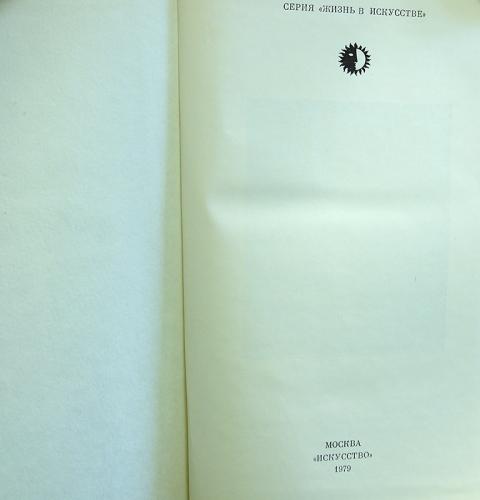 СЕРИЯ «ЖИЗНЬ В ИСКУССТВЕ»
МОСКВА
«ИСКУССТВО»
1979